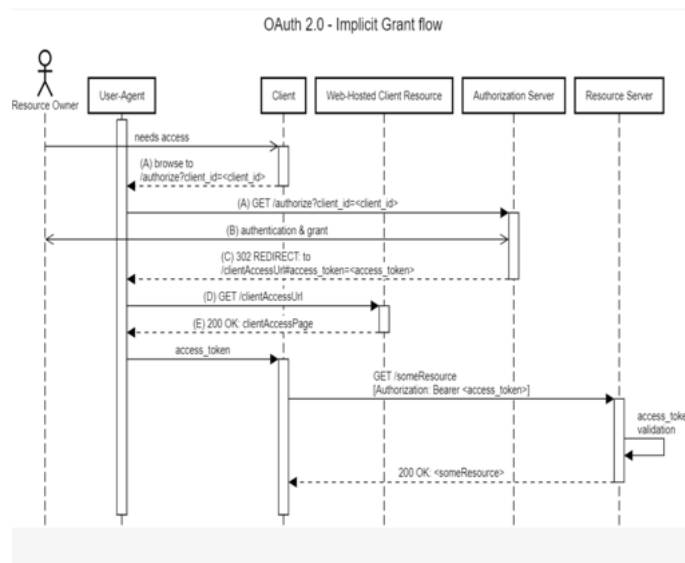 OAuth 2.0 - Implicit Grant flow
Resource Owner
User-Agent
Client
Web-Hosted Client Resource
Authorization Server
Resource Server
needs access
(A) browse to
/authorize?client_id=<client_id>
(A) GET /authorize?client_id=<client_id>
(B) authentication & grant
(C) 302 REDIRECT: to
/clientAccessUrl#access_token=<access_token>
(D) GET /clientAccessUrl
(E) 200 OK: clientAccessPage
access_token
GET /someResource
[Authorization: Bearer <access_token>]
access_toke
validation
200 OK: <someResource>